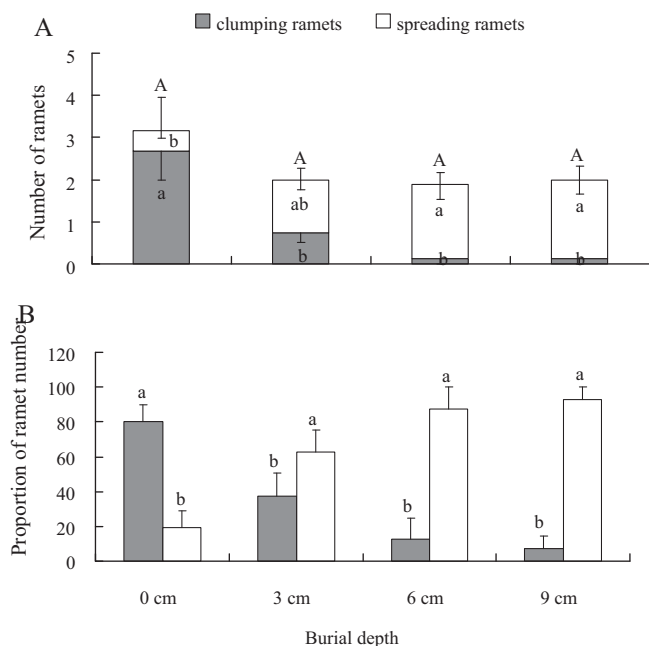 A
clumping ramets spreading ramets
Number of ramets
5
4
3
2
1
0
A
b
a
A
ab
b
A
a
b
A
a
b
B
Proportion of ramet number
120
100
80
60
40
20
0
a
b
b
a
b
a
b
a
0 cm 3 cm 6 cm 9 cm
Burial depth